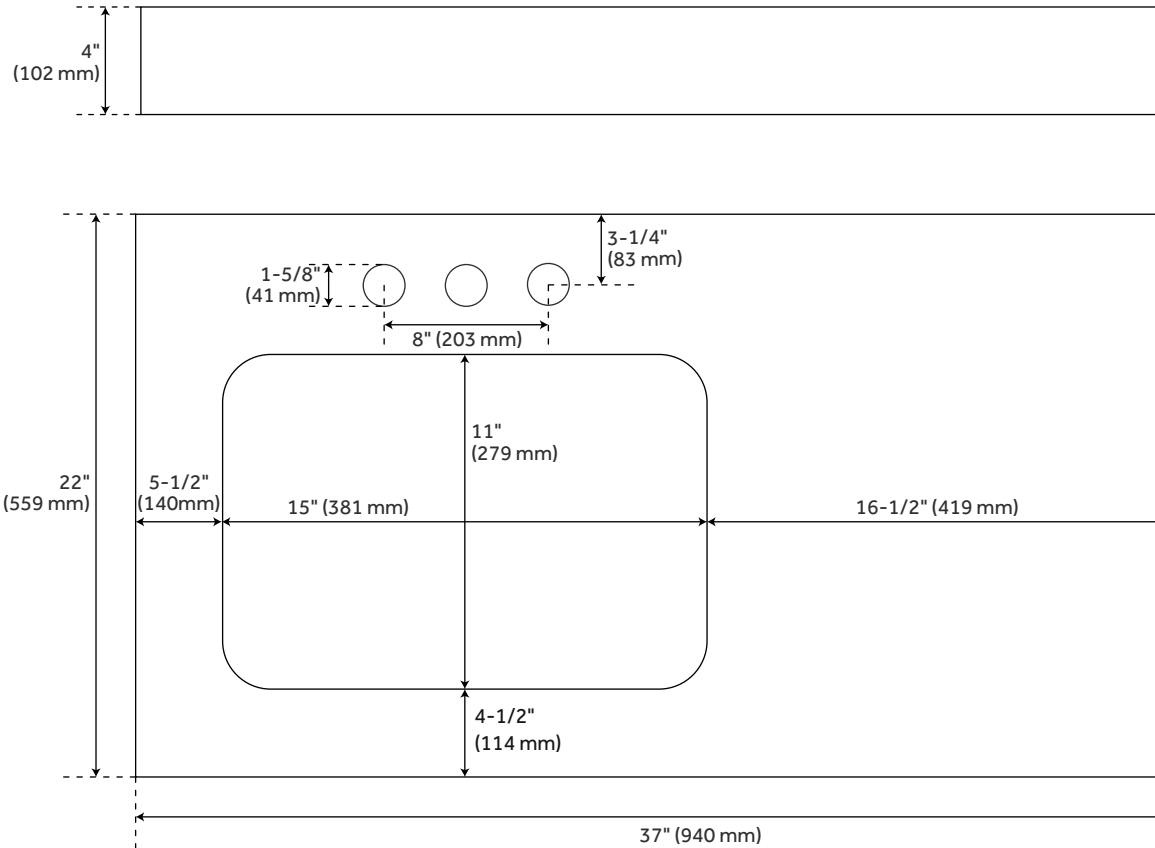 4"
(102 mm)
3-1/4"
(83 mm)
1-5/8"
(41 mm)
8" (203 mm)
11"
(279 mm)
22"
(559 mm)
5-1/2"
(140mm)
15" (381 mm)
16-1/2" (419 mm)
4-1/2"
(114 mm)
37" (940 mm)